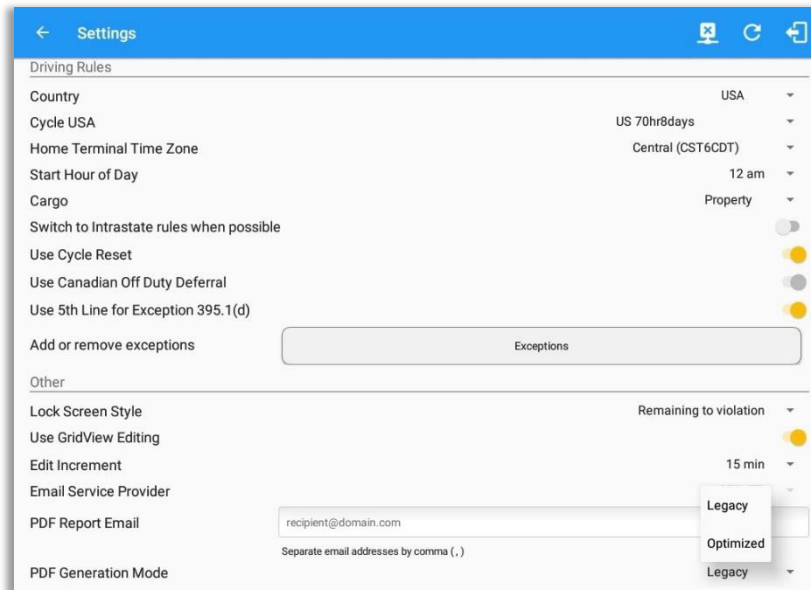 Settings
Driving Rules
Country USA
Cycle USA US 70hr8days
Home Terminal Time Zone Central (CST6CDT)
Start Hour of Day 12 am
Cargo Property
Switch to Intrastate rules when possible
Use Cycle Reset
Use Canadian Off Duty Deferral
Use 5th Line for Exception 395.1(d)
Add or remove exceptions Exceptions
Other
Lock Screen Style Remaining to violation
Use GridView Editing
Edit Increment 15 min
Email Service Provider
Legacy
PDF Report Email recipient@domain.com
Optimized
Separate email addresses by comma ( , )
PDF Generation Mode Legacy